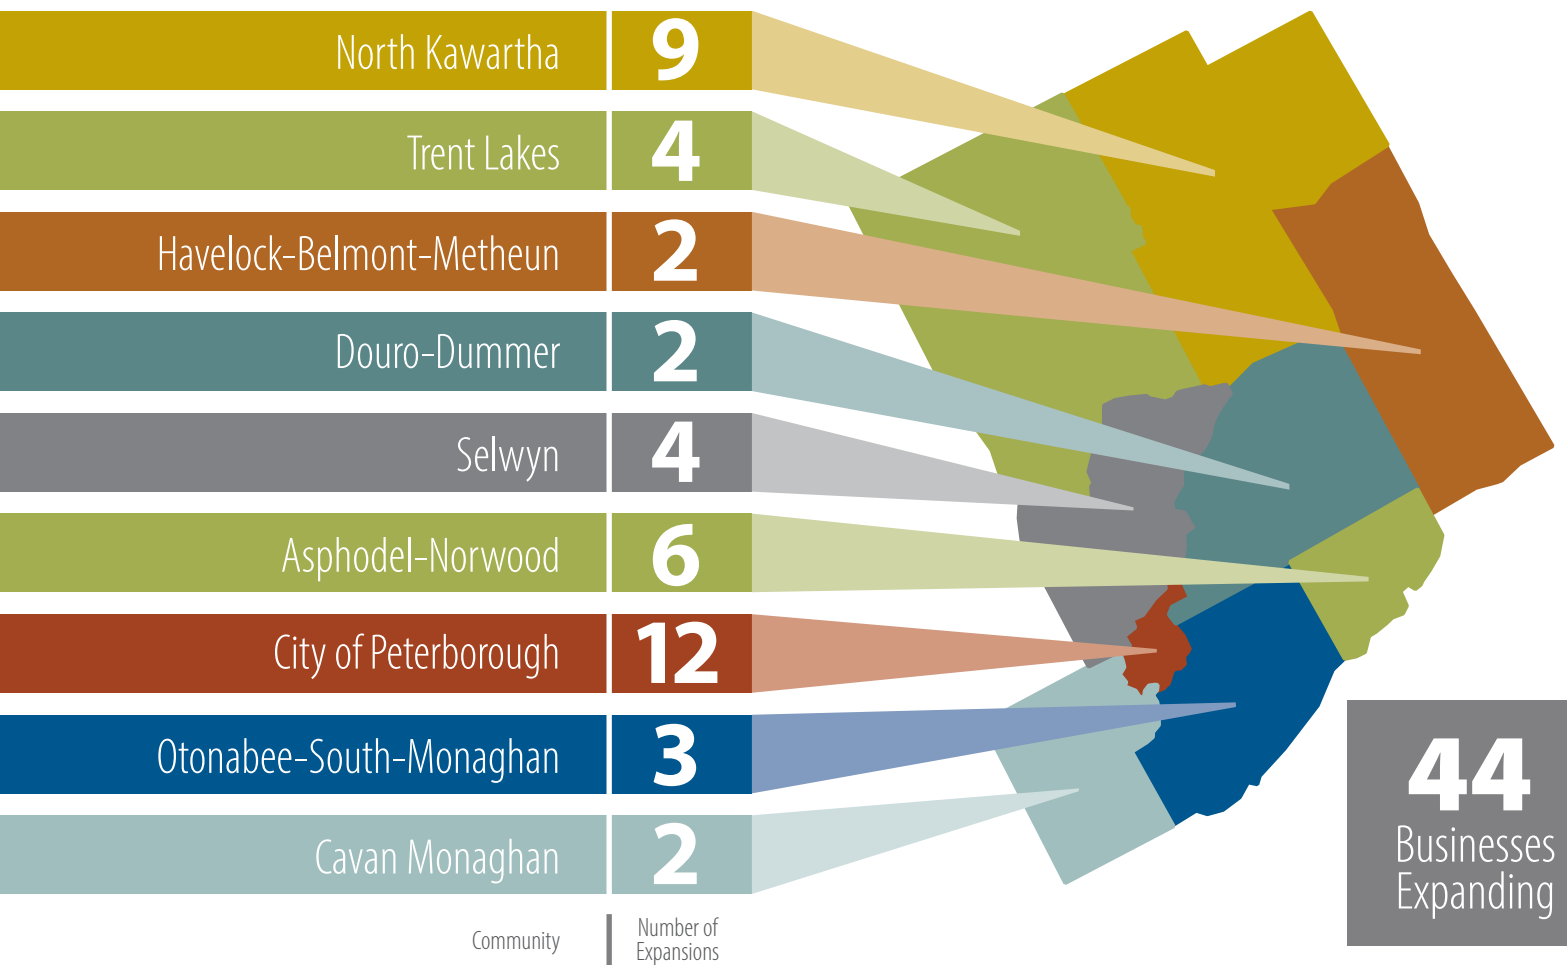 North Kawartha 9
Trent Lakes 4
Havelock-Belmont-Metheun 2
Douro-Dummer 2
Selwyn 4
Asphodel-Norwood 6
City of Peterborough 12
Otonabee-South-Monaghan 3
Cavan Monaghan 2
Community
Number of
Expansions
44
Businesses
Expanding